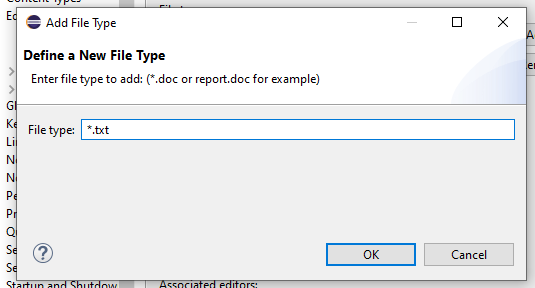 Content Types
Add File Type
Define a New File Type
Enter file type to add: (*.doc or report.doc for example)
File type:
*.txt
OK
Cancel
Startup and Shutdow
Associated editors: